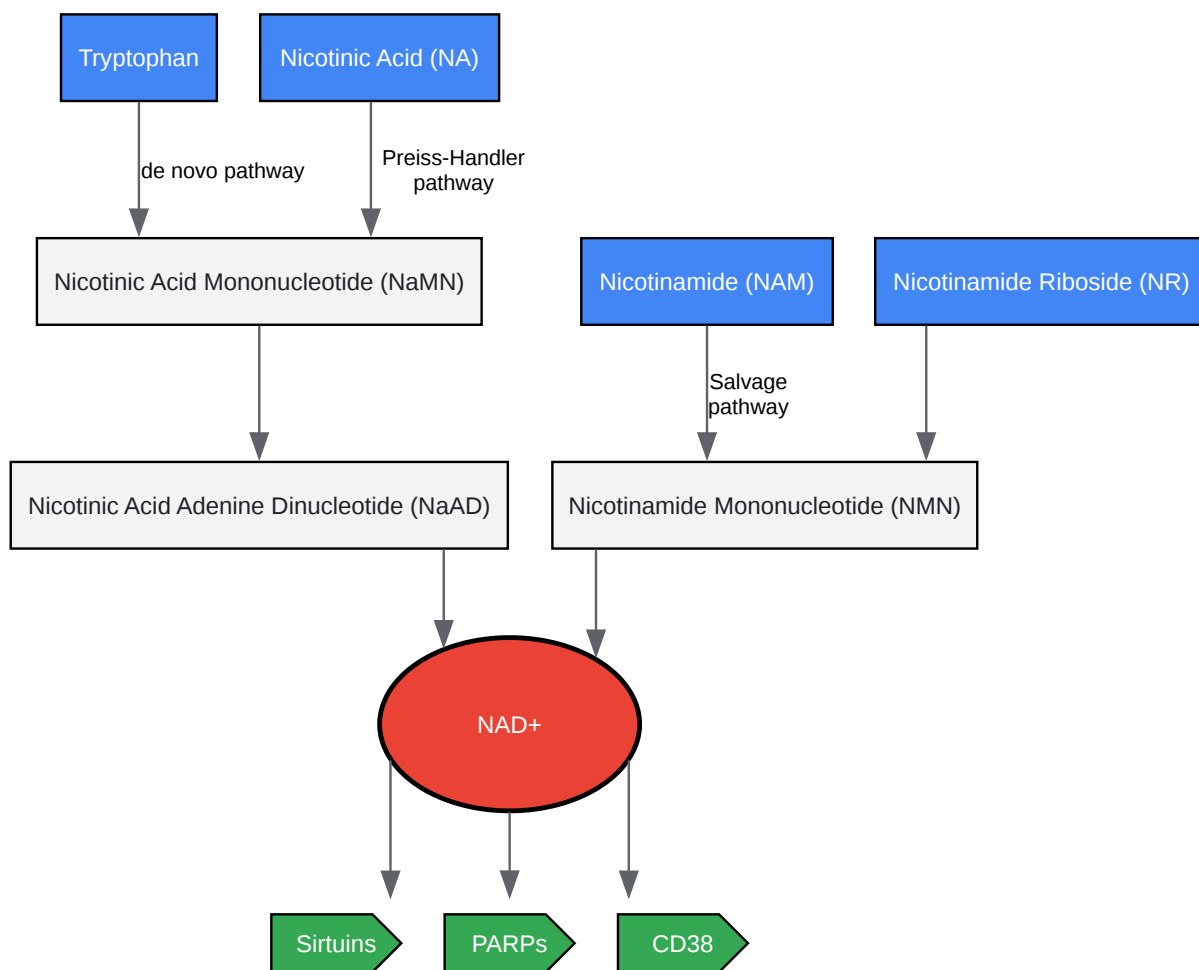 Tryptophan
Nicotinic Acid (NA)
de novo pathway
Preiss-Handler
pathway
Nicotinic Acid Mononucleotide (NaMN)
Nicotinamide (NAM)
Nicotinamide Riboside (NR)
Salvage
pathway
Nicotinic Acid Adenine Dinucleotide (NaAD)
Nicotinamide Mononucleotide (NMN)
NAD+
Sirtuins
PARPs
CD38